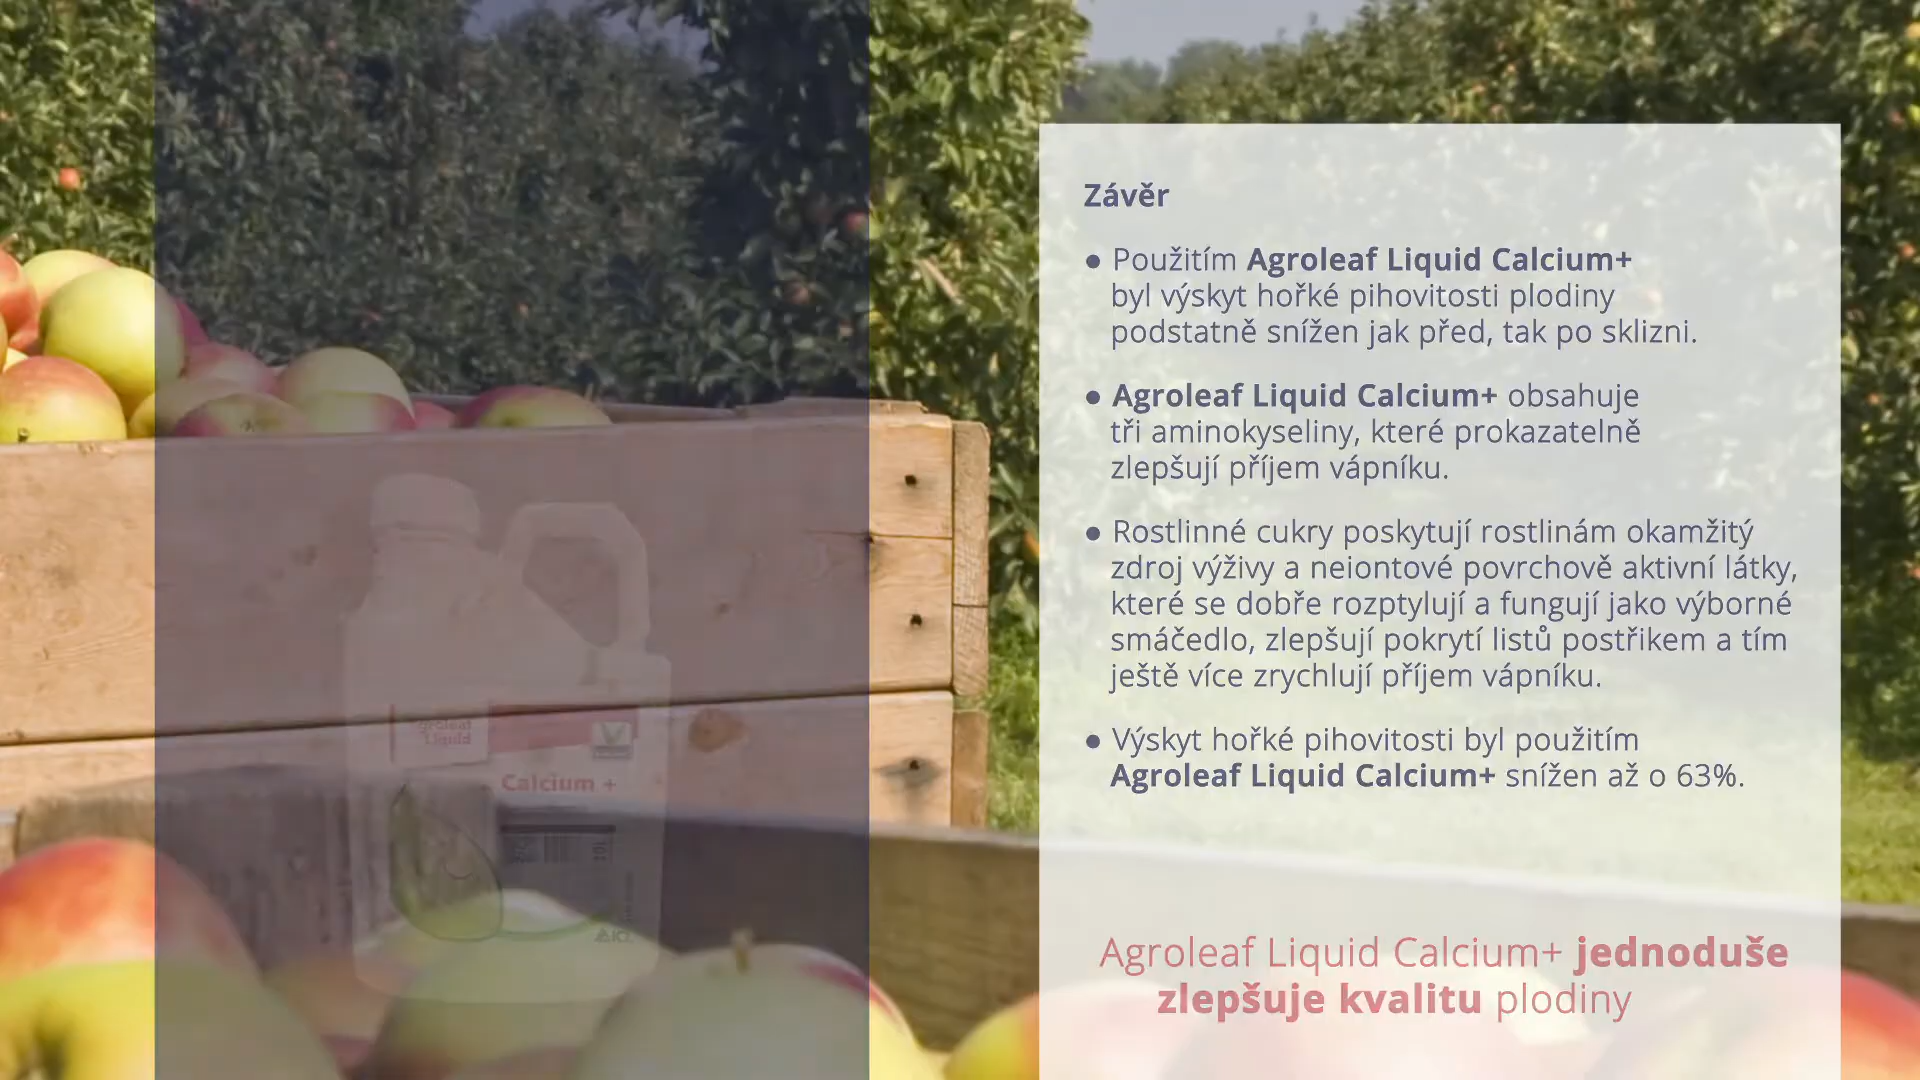 Závěr
● Použitím Agroleaf Liquid Calcium+
byl výskyt hořké pihovitosti plodiny
podstatně snížen jak před, tak po sklizni.
● Agroleaf Liquid Calcium+ obsahuje
tři aminokyseliny, které prokazatelně
zlepšují příjem vápníku.
● Rostlinné cukry poskytují rostlinám okamžitý
zdroj výživy a neiontové povrchově aktivní látky,
které se dobře rozptylují a fungují jako výborné
smáčedlo, zlepšují pokrytí listů postřikem a tím
ještě více zrychlují příjem vápníku.
● Výskyt hořké pihovitosti byl použitím
Agroleaf Liquid Calcium+ snížen až o 63%.
Agroleaf Liquid Calcium+ jednoduše
zlepšuje kvalitu plodiny
Agroleaf
Liquid
Calcium +
10L
ICL